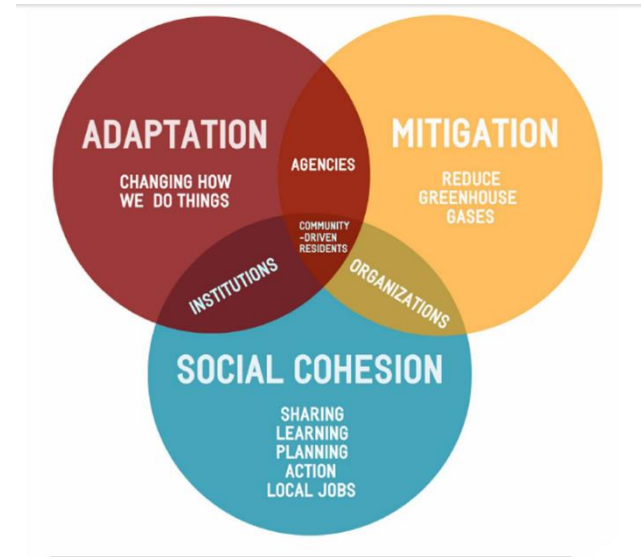 ADAPTATION
CHANGING HOW
WE DO THINGS
AGENCIES
MITIGATION
REDUCE
GREENHOUSE
GASES
COMMUNITY
-DRIVEN
RESIDENTS
INSTITUTIONS
ORGANIZATIONS
SOCIAL COHESION
SHARING
LEARNING
PLANNING
ACTION
LOCAL JOBS